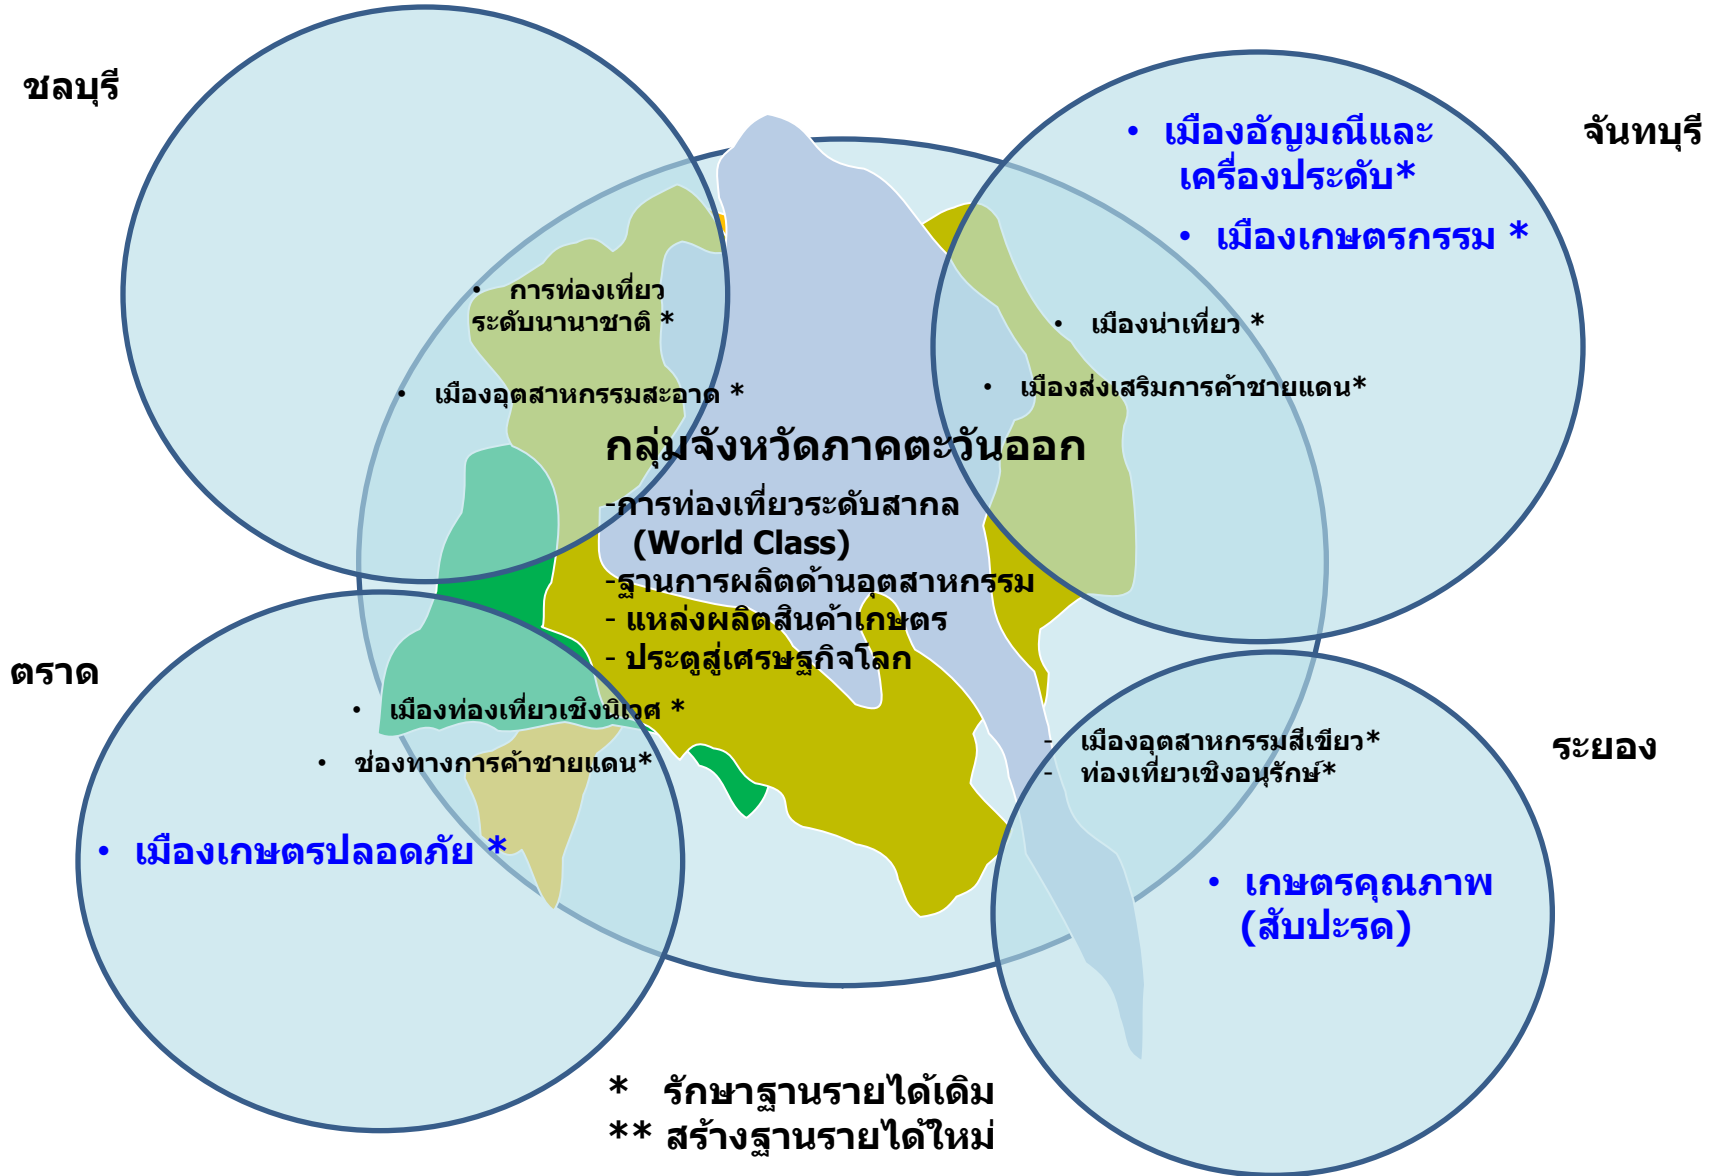 ชลบุรี
• การท่องเที่ยว
ระดับนานาชาติ *
• เมืองอุตสาหกรรมสะอาด *
จันทบุรี
• เมืองอัญมณีและ
เครื่องประดับ*
• เมืองเกษตรกรรม *
• เมืองน่าเที่ยว *
• เมืองส่งเสริมการค้าชายแดน*
กลุ่มจังหวัดภาคตะวันออก
-การท่องเที่ยวระดับสากล
(World Class)
-ฐานการผลิตด้านอุตสาหกรรม
- แหล่งผลิตสินค้าเกษตร
- ประตูสู่เศรษฐกิจโลก
ตราด
• เมืองท่องเที่ยวเชิงนิเวศ *
• ช่องทางการค้าชายแดน*
• เมืองเกษตรปลอดภัย *
ระยอง
- เมืองอุตสาหกรรมสีเขียว*
- ท่องเที่ยวเชิงอนุรักษ์*
• เกษตรคุณภาพ
(สับปะรด)
* รักษาฐานรายได้เดิม
** สร้างฐานรายได้ใหม่